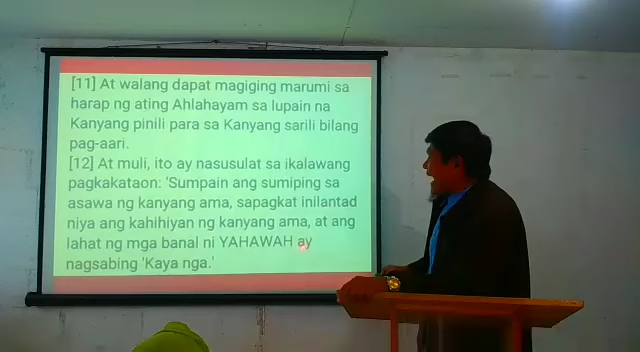 [11] At walang dapat magiging marumi sa
harap ng ating Ahlahayam sa lupain na
Kanyang pinili para sa Kanyang sarili bilang
pag-aari.
[12] At muli, ito ay nasusulat sa ikalawang
pagkakataon: 'Sumpain ang sumiping sa
asawa ng kanyang ama, sapagkat inilantad
niya ang kahihiyan ng kanyang ama, at ang
lahat ng mga banal ni YAHAWAH ay
nagsabing 'Kaya nga.'